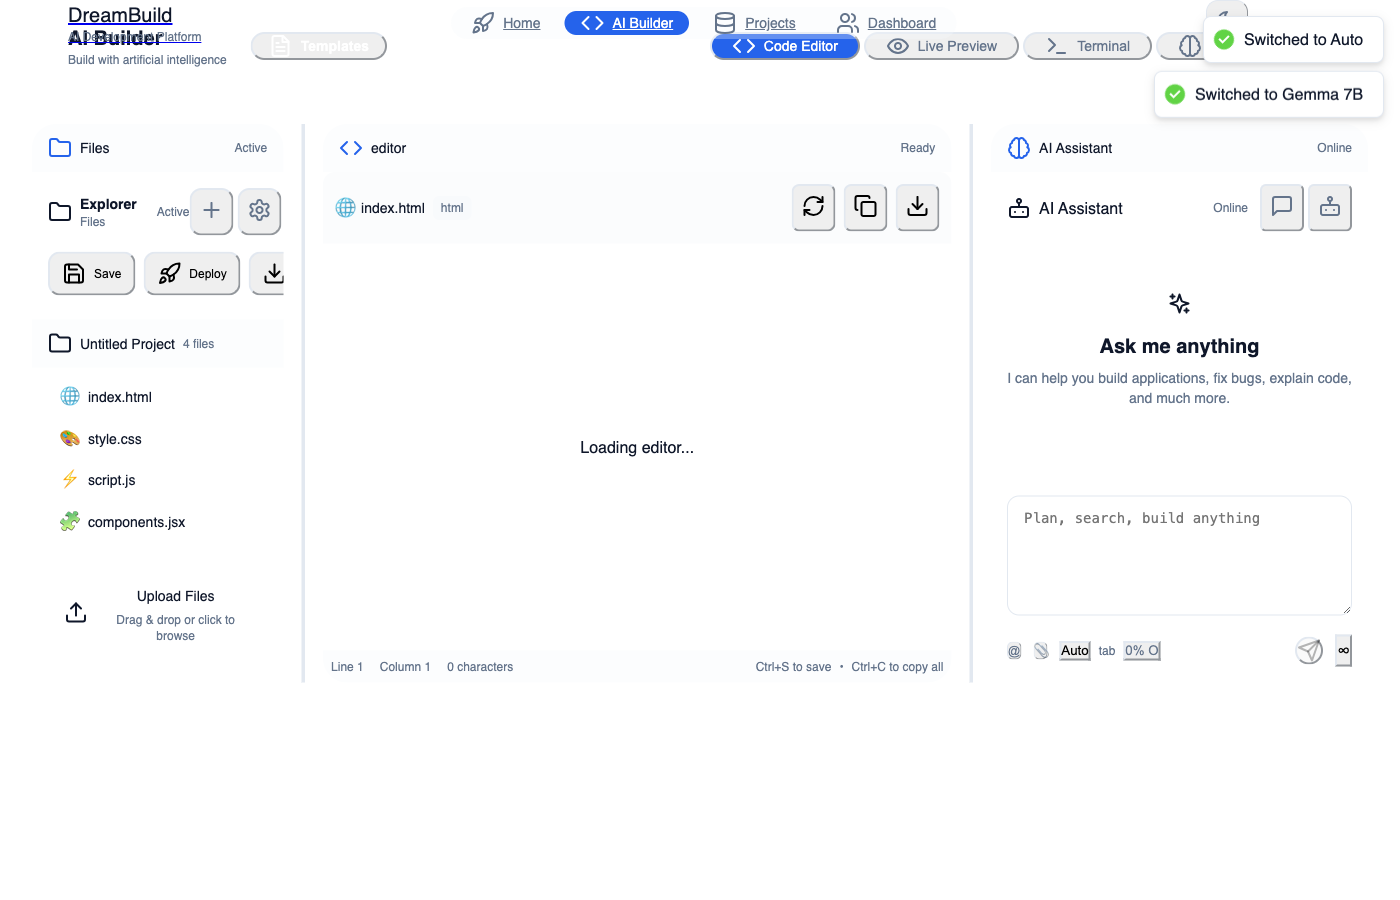 DreamBuild
AI Development Platform
AI Builder
Build with artificial intelligence
Templates
Home
AI Builder
Projects
Dashboard
Code Editor
Live Preview
Terminal
Switched to Auto
Switched to Gemma 7B
Files
Active
Explorer
Files
Active
Save
Deploy
Untitled Project 4 files
index.html
style.css
script.js
components.jsx
Upload Files
Drag & drop or click to
browse
editor
Ready
index.html html
Loading editor...
Line 1 Column 1 0 characters
Ctrl+S to save • Ctrl+C to copy all
AI Assistant
Online
AI Assistant
Online
Ask me anything
I can help you build applications, fix bugs, explain code,
and much more.
Plan, search, build anything
@ Auto tab 0% O ∞